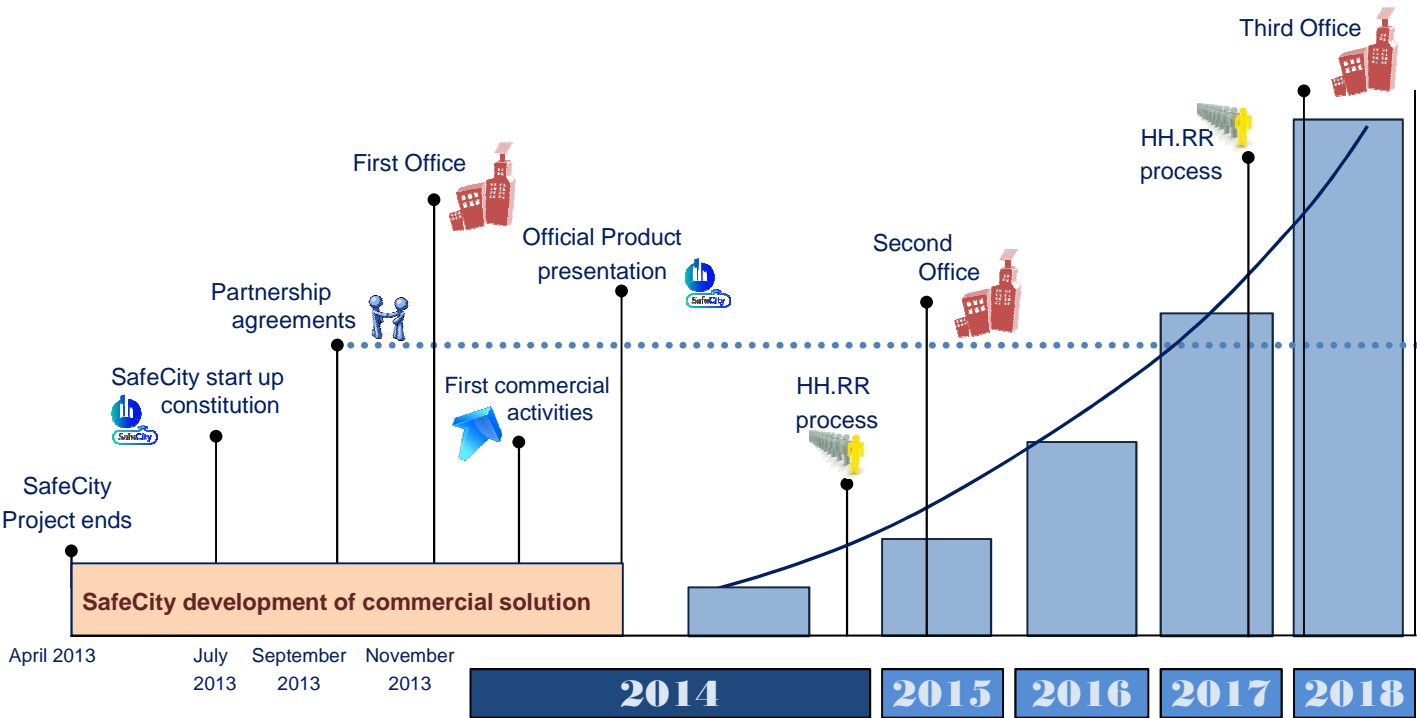 Third Office
HH.RR
process
First Office
Official Product
presentation
SafeCity
Second
Office
Partnership
agreements
SafeCity start up
constitution
SafeCity
First commercial
activities
HH.RR
process
SafeCity
Project ends
SafeCity development of commercial solution
April 2013
July
2013
September
2013
November
2013
2014
2015
2016
2017
2018